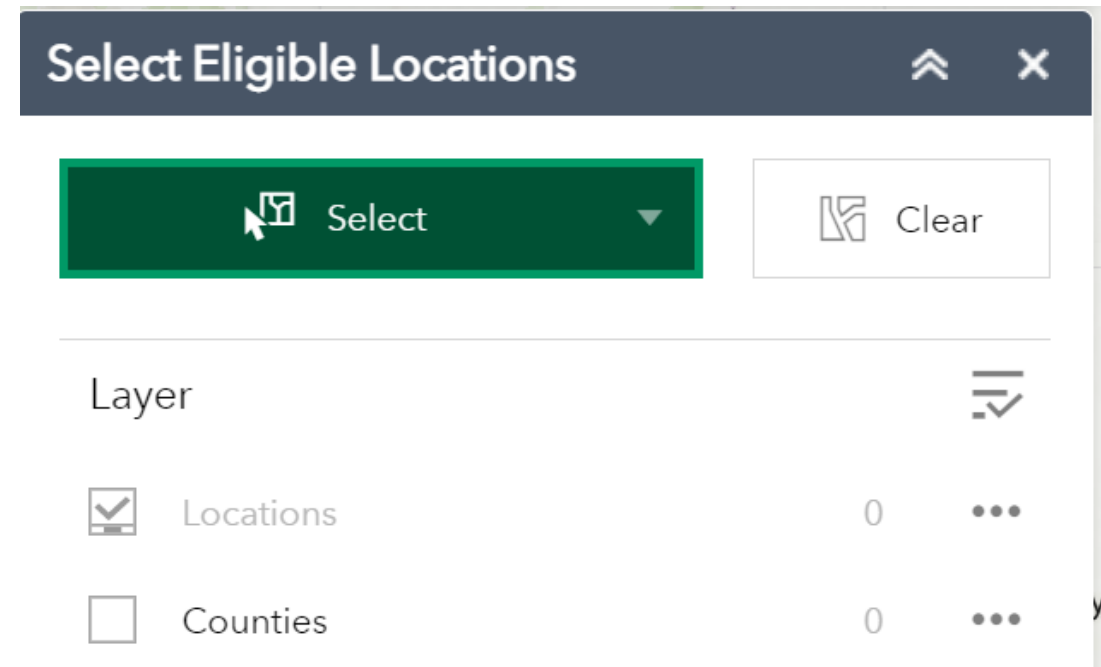 Select Eligible Locations
Select
Clear
Layer
Locations 0
Counties 0